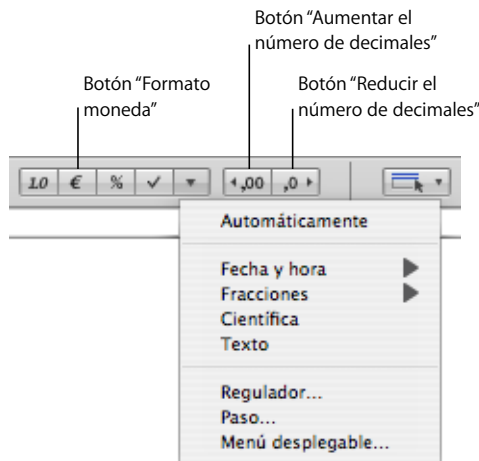 Botón “Aumentar el
número de decimales”
Botón “Formato
moneda”
Botón “Reducir el
número de decimales”
1.0 € % ✓ ,00 ,0
Automáticamente
Fecha y hora
Fracciones
Científica
Texto
Regulador...
Paso...
Menú desplegable...